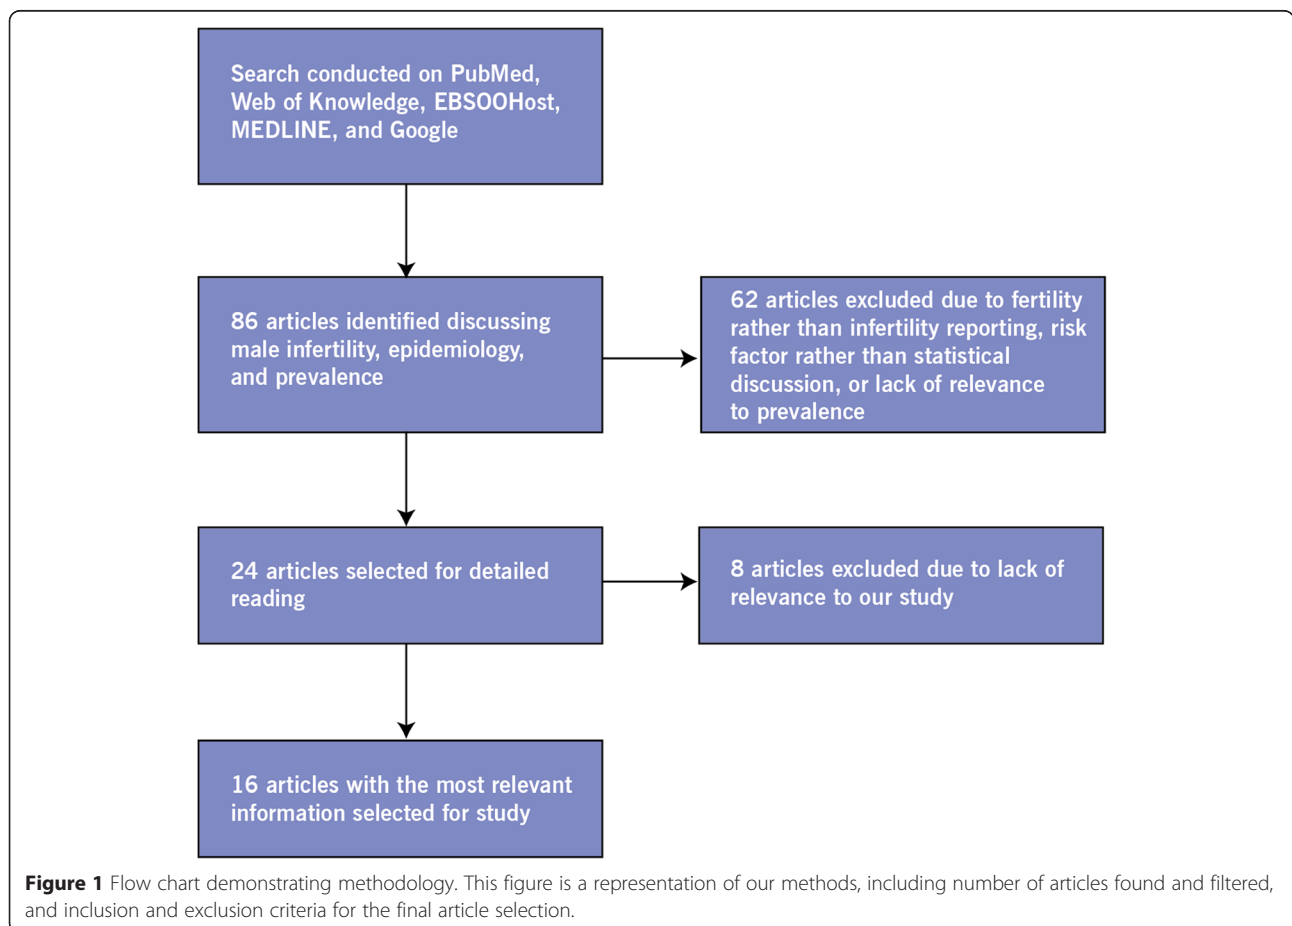 Search conducted on PubMed,
Web of Knowledge, EBSOOHost,
MEDLINE, and Google
86 articles identified discussing
male infertility, epidemiology,
and prevalence
62 articles excluded due to fertility
rather than infertility reporting, risk
factor rather than statistical
discussion, or lack of relevance
to prevalence
24 articles selected for detailed
reading
8 articles excluded due to lack of
relevance to our study
16 articles with the most relevant
information selected for study
Figure 1 Flow chart demonstrating methodology. This figure is a representation of our methods, including number of articles found and filtered,
and inclusion and exclusion criteria for the final article selection.